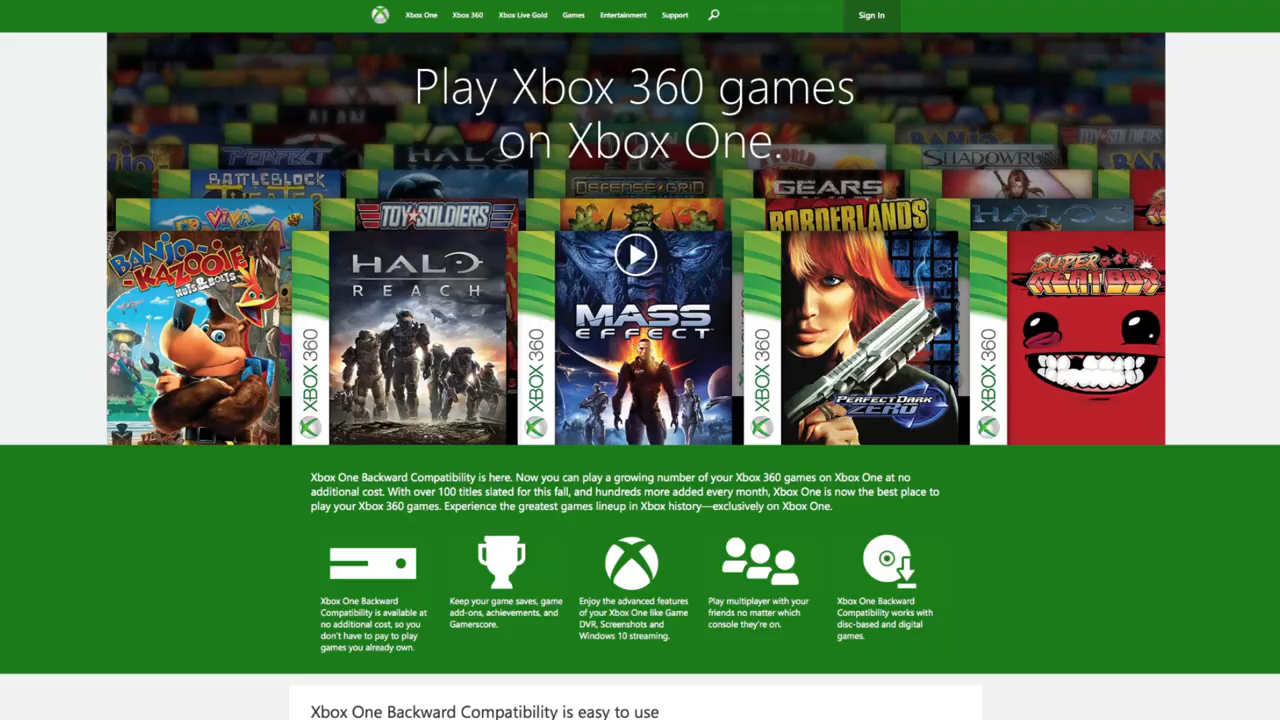 Xbox One Xbox 360 Xbox Live Gold Games Entertainment Support Sign In
Play Xbox 360 games
on Xbox One.
PERFECT
SHADOWRUN
BATTLEBLOCK
THEATER
DEFENSE GRID
GEARS
VIVA
TOY SOLDIERS
BORDERLANDS
HALO 3
BANJO-
KAZOOIE
NUTS & BOLTS
XBOX 360
HALO
REACH
XBOX 360
MASS
EFFECT
XBOX 360
PERFECT DARK
ZERO
XBOX 360
SUPER
MEAT BOY
Xbox One Backward Compatibility is here. Now you can play a growing number of your Xbox 360 games on Xbox One at no
additional cost. With over 100 titles slated for this fall, and hundreds more added every month, Xbox One is now the best place to
play your Xbox 360 games. Experience the greatest games lineup in Xbox history—exclusively on Xbox One.
Xbox One Backward
Compatibility is available at
no additional cost, so you
don't have to pay to play
games you already own.
Keep your game saves, game
add-ons, achievements, and
Gamerscore.
Enjoy the advanced features
of your Xbox One like Game
DVR, Screenshots and
Windows 10 streaming.
Play multiplayer with your
friends no matter which
console they're on.
Xbox One Backward
Compatibility works with
disc-based and digital
games.
Xbox One Backward Compatibility is easy to use